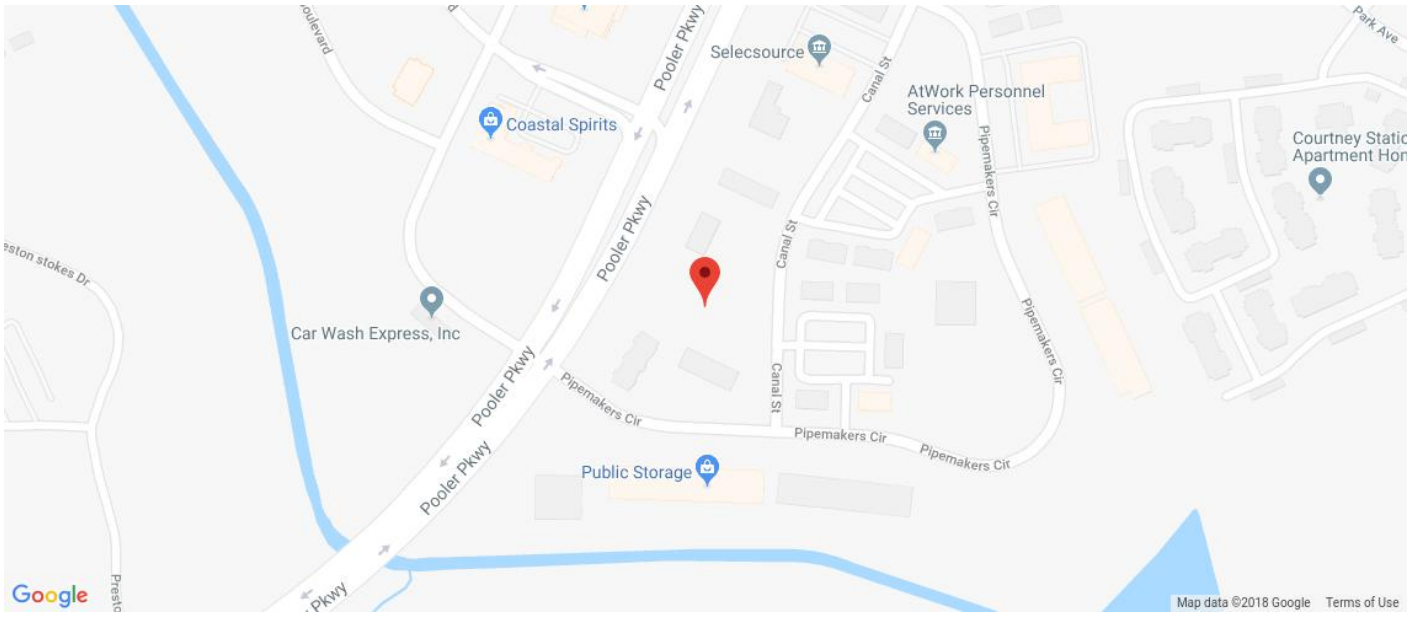 oulevard
Pooler Pkwy
Park Ave
Selecsource
Canal St
AtWork Personnel
Services
Coastal Spirits
Pipemakers Cir
Courtney Statio
Apartment Hon
Pooler Pkwy
Canal St
eston stokes Dr
Car Wash Express, Inc
Pipemakers Cir
Pooler Pkwy
Pipemakers Cir
Canal St
Pipemakers Cir
Pipemakers Cir
Pooler Pkwy
Public Storage
Presto
Pkwy
Google
Map data ©2018 Google Terms of Use